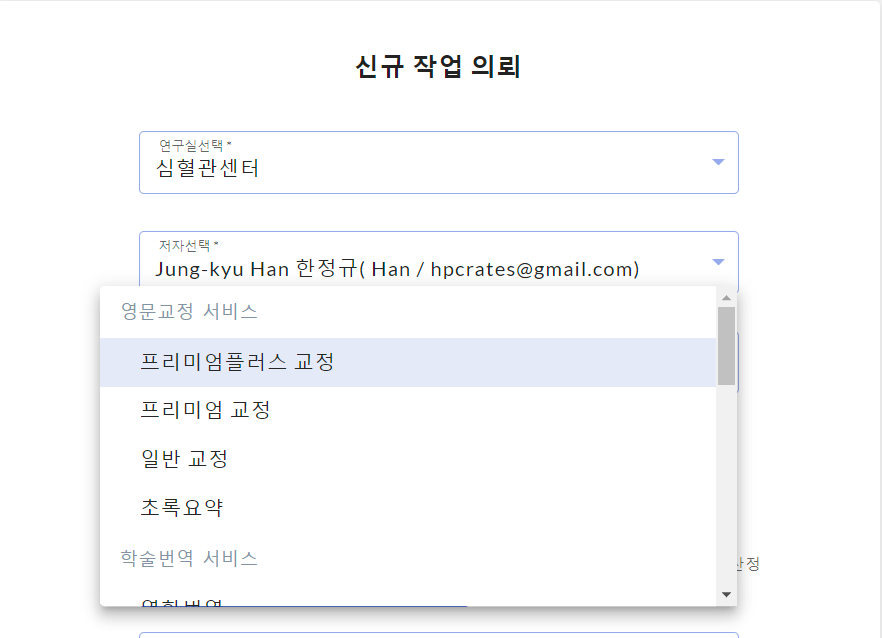 신규 작업 의뢰
연구실선택 *
심혈관센터
저자선택 *
Jung-kyu Han 한정규( Han / hpcrates@gmail.com)
영문교정 서비스
프리미엄플러스 교정
프리미엄 교정
일반 교정
초록요약
학술번역 서비스